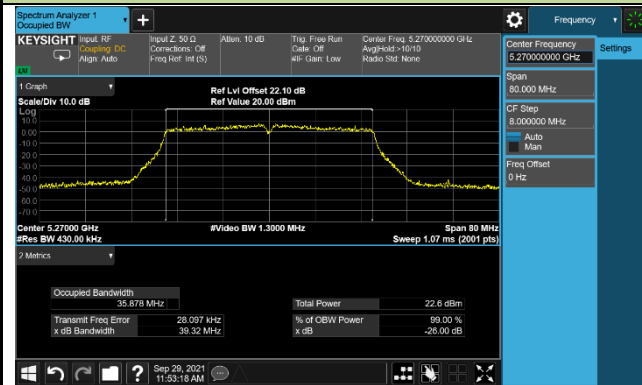 Spectrum Analyzer 1
Occupied BW
+
Frequency
KEYSIGHT
Input: RF
Coupling: DC
Align: Auto
Input Z: 50 Ω
Corrections: Off
Freq Ref: Int (S)
Atten: 10 dB
Trig: Free Run
Gate: Off
#IF Gain: Low
Center Freq: 5.270000000 GHz
Avg|Hold:>10/10
Radio Std: None
LXI
Center Frequency
5.270000000 GHz
Settings
Span
80.000 MHz
CF Step
8.000000 MHz
Auto
Man
Freq Offset
0 Hz
1 Graph
Scale/Div 10.0 dB
Ref Lvl Offset 22.10 dB
Ref Value 20.00 dBm
Log
10.0
0.00
-10.0
-20.0
-30.0
-40.0
-50.0
-60.0
-70.0
Center 5.27000 GHz
#Video BW 1.3000 MHz
Span 80 MHz
#Res BW 430.00 kHz
Sweep 1.07 ms (2001 pts)
2 Metrics
Occupied Bandwidth
35.878 MHz
Total Power
22.6 dBm
Transmit Freq Error
28.097 kHz
% of OBW Power
99.00 %
x dB Bandwidth
39.32 MHz
x dB
-26.00 dB
?
Sep 29, 2021
11:53:18 AM